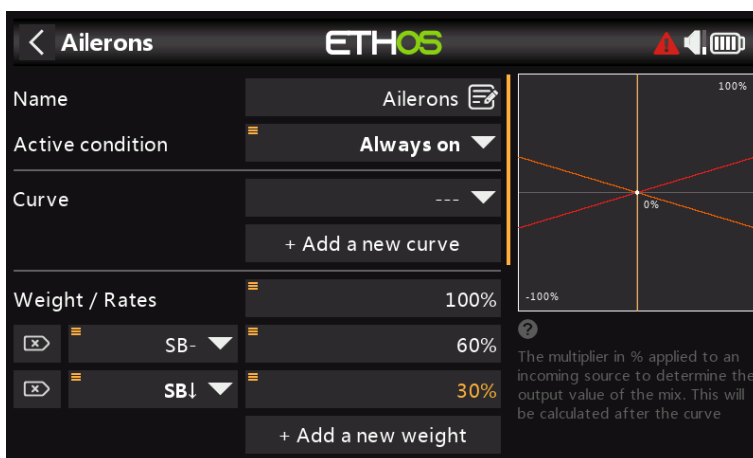 Ailerons
ETHOS
Name
Ailerons
Active condition
Always on
Curve
---
+ Add a new curve
Weight / Rates
100%
SB-
60%
SB↓
30%
+ Add a new weight
100%
0%
-100%
?
The multiplier in % applied to an
incoming source to determine the
output value of the mix. This will
be calculated after the curve